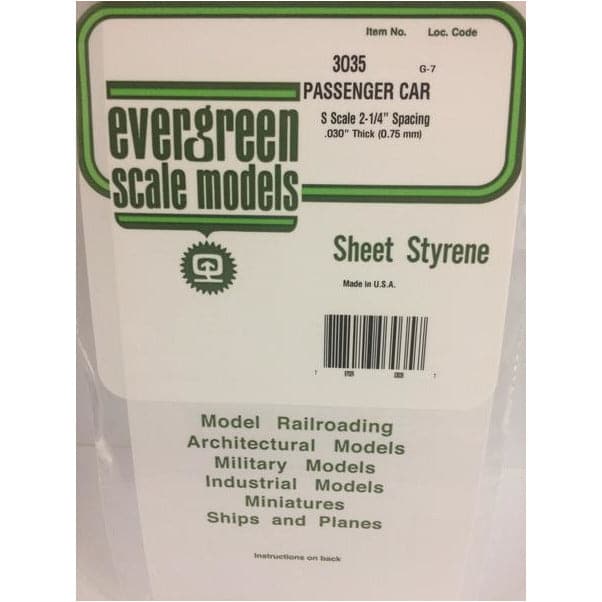 Item No. Loc. Code
3035 G-7
PASSENGER CAR
S Scale 2-1/4" Spacing
.030" Thick (0.75 mm)
evergreen
scale models
Sheet Styrene
Made in U.S.A.
Model Railroading
Architectural Models
Military Models
Industrial Models
Miniatures
Ships and Planes
Instructions on back